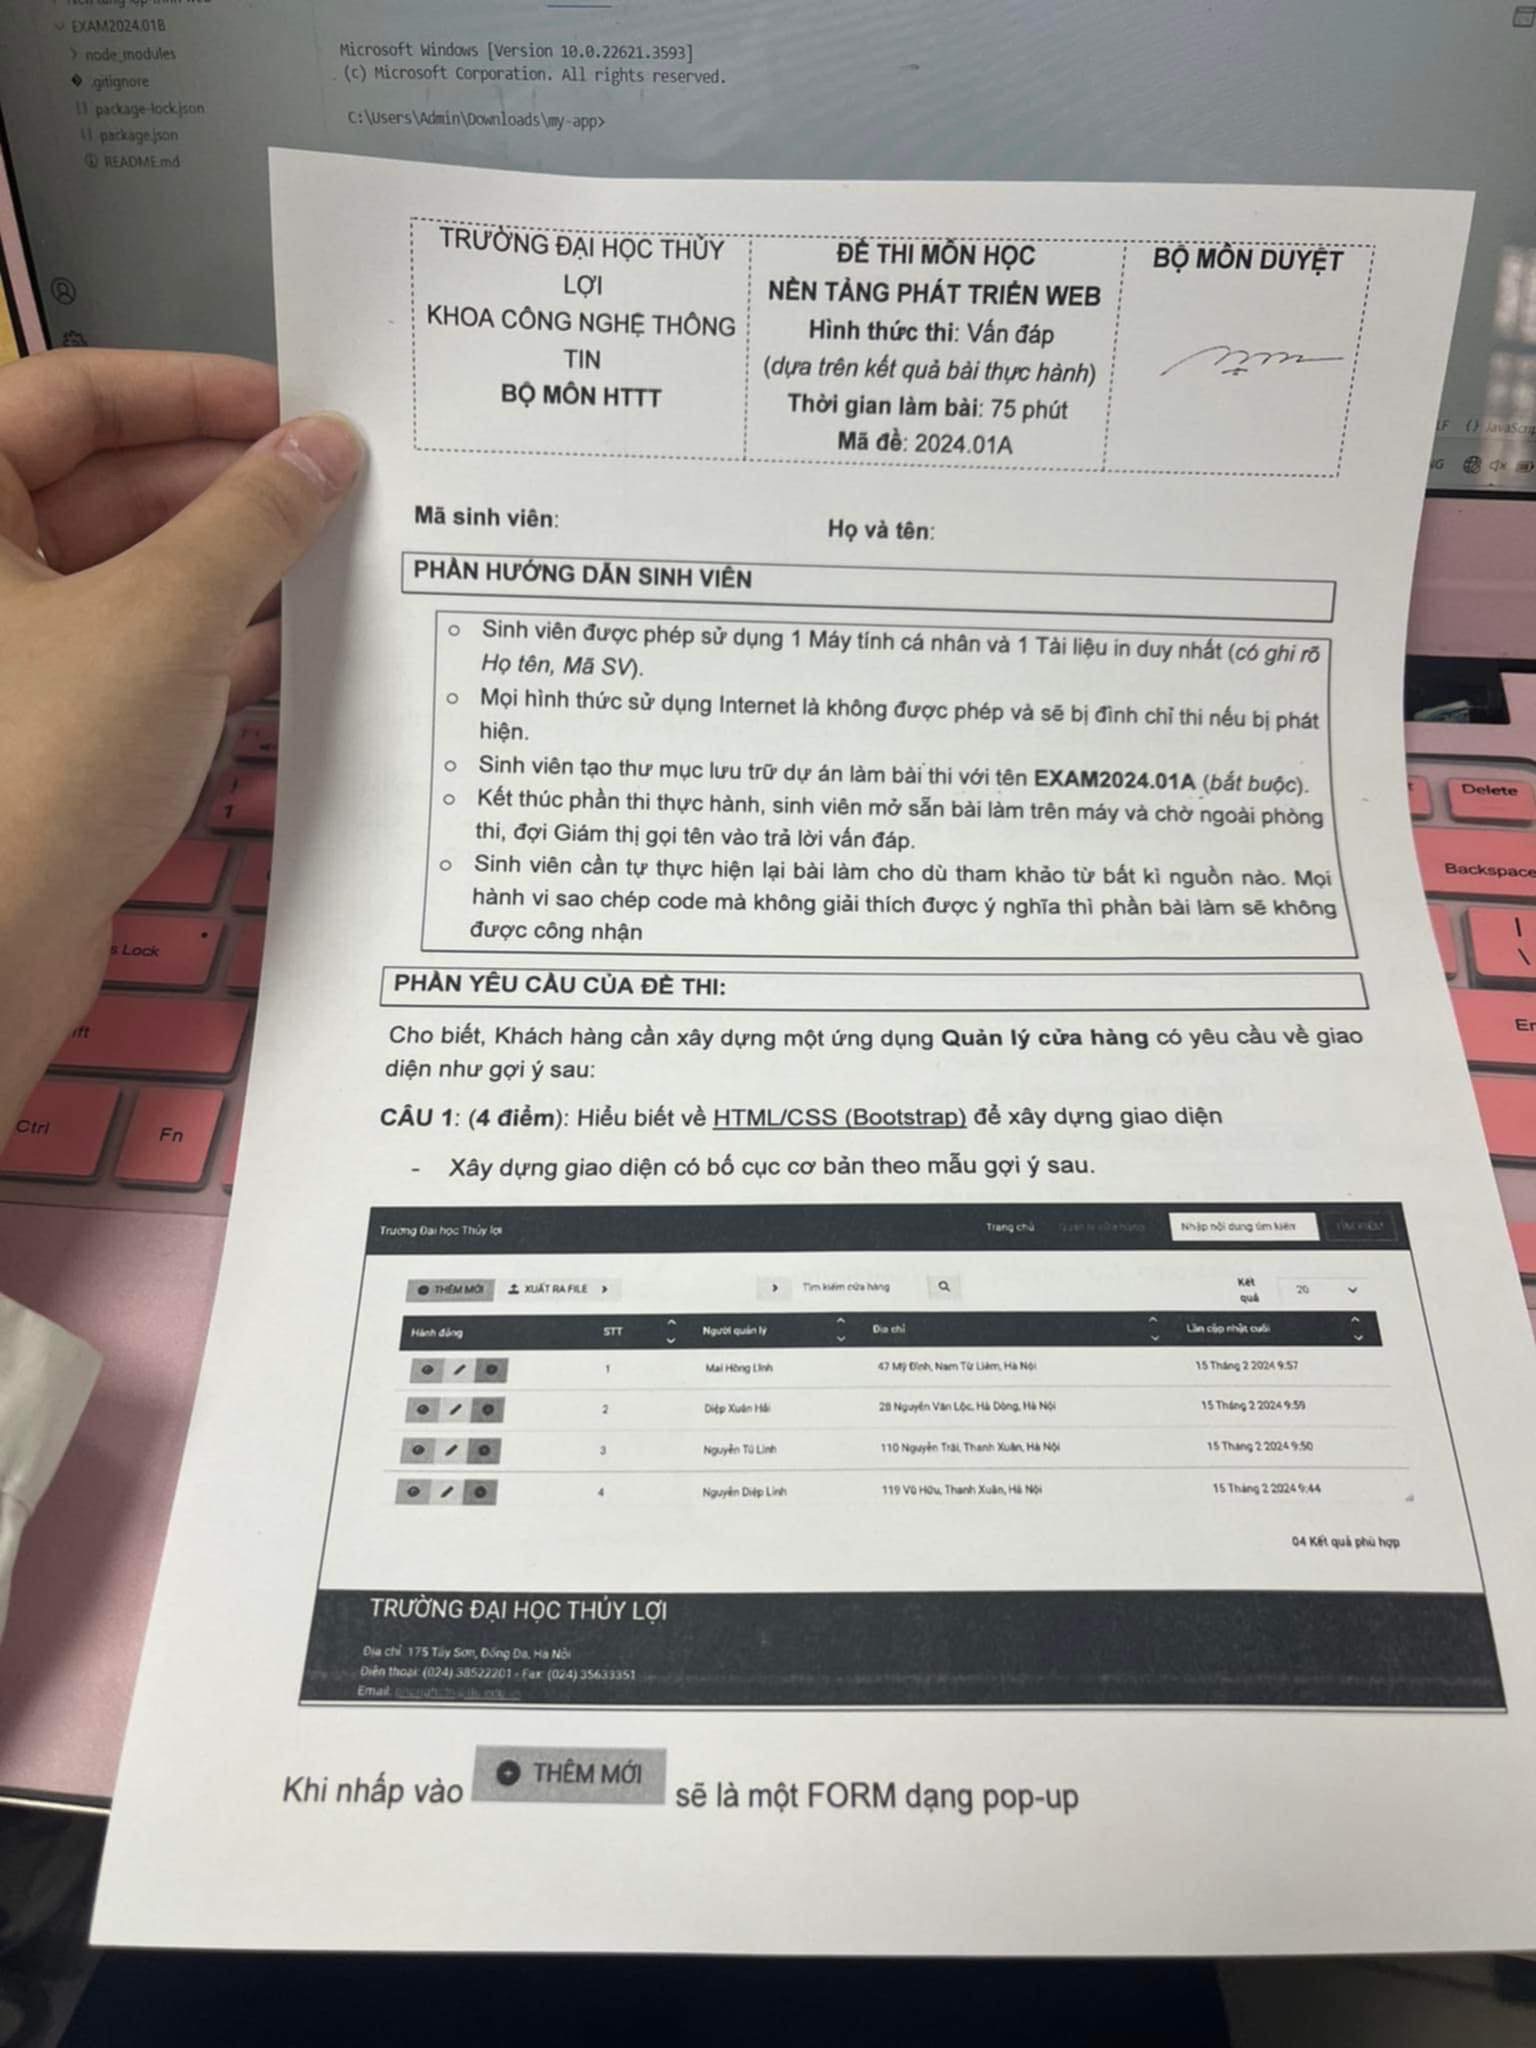 EXAM2024.01B
node_modules
.gitignore
package-lock.json
package.json
README.md
Microsoft Windows [Version 10.0.22621.3593]
(c) Microsoft Corporation. All rights reserved.
C:\Users\Admin\Downloads\my-app>
TRƯỜNG ĐẠI HỌC THỦY
LỢI
KHOA CÔNG NGHỆ THÔNG
TIN
BỘ MÔN HTTT
ĐỀ THI MÔN HỌC
NỀN TẢNG PHÁT TRIỂN WEB
Hình thức thi: Vấn đáp
(dựa trên kết quả bài thực hành)
Thời gian làm bài: 75 phút
Mã đề: 2024.01A
BỘ MÔN DUYỆT
Mã sinh viên:
Họ và tên:
PHẦN HƯỚNG DẪN SINH VIÊN
○ Sinh viên được phép sử dụng 1 Máy tính cá nhân và 1 Tài liệu in duy nhất (có ghi rõ
Họ tên, Mã SV).
○ Mọi hình thức sử dụng Internet là không được phép và sẽ bị đình chỉ thi nếu bị phát
hiện.
○ Sinh viên tạo thư mục lưu trữ dự án làm bài thi với tên EXAM2024.01A (bắt buộc).
○ Kết thúc phần thi thực hành, sinh viên mở sẵn bài làm trên máy và chờ ngoài phòng
thi, đợi Giám thị gọi tên vào trả lời vấn đáp.
○ Sinh viên cần tự thực hiện lại bài làm cho dù tham khảo từ bất kì nguồn nào. Mọi
hành vi sao chép code mà không giải thích được ý nghĩa thì phần bài làm sẽ không
được công nhận
PHẦN YÊU CẦU CỦA ĐỀ THI:
Cho biết, Khách hàng cần xây dựng một ứng dụng Quản lý cửa hàng có yêu cầu về giao
diện như gợi ý sau:
CÂU 1: (4 điểm): Hiểu biết về HTML/CSS (Bootstrap) để xây dựng giao diện
- Xây dựng giao diện có bố cục cơ bản theo mẫu gợi ý sau.
Trường Đại học Thủy lợi
Trang chủ
Quản lý cửa hàng
Nhập nội dung tìm kiếm
TÌM KIẾM
THÊM MỚI
XUẤT RA FILE
Tìm kiếm cửa hàng
Kết
quả
20
Hành động STT Người quản lý Địa chỉ Lần cập nhật cuối
1 Mai Hồng Lĩnh 47 Mỹ Đình, Nam Từ Liêm, Hà Nội 15 Tháng 2 2024 9:57
2 Diệp Xuân Hải 28 Nguyễn Văn Lộc, Hà Đông, Hà Nội 15 Tháng 2 2024 9:59
3 Nguyễn Tú Linh 110 Nguyễn Trãi, Thanh Xuân, Hà Nội 15 Tháng 2 2024 9:50
4 Nguyễn Diệp Linh 119 Vũ Hữu, Thanh Xuân, Hà Nội 15 Tháng 2 2024 9:44
04 Kết quả phù hợp
TRƯỜNG ĐẠI HỌC THỦY LỢI
Địa chỉ: 175 Tây Sơn, Đống Đa, Hà Nội
Điện thoại: (024) 38522201 - Fax: (024) 35633351
Email:
Khi nhấp vào THÊM MỚI sẽ là một FORM dạng pop-up
Delete
Backspace
Lock
Ctrl
Fn